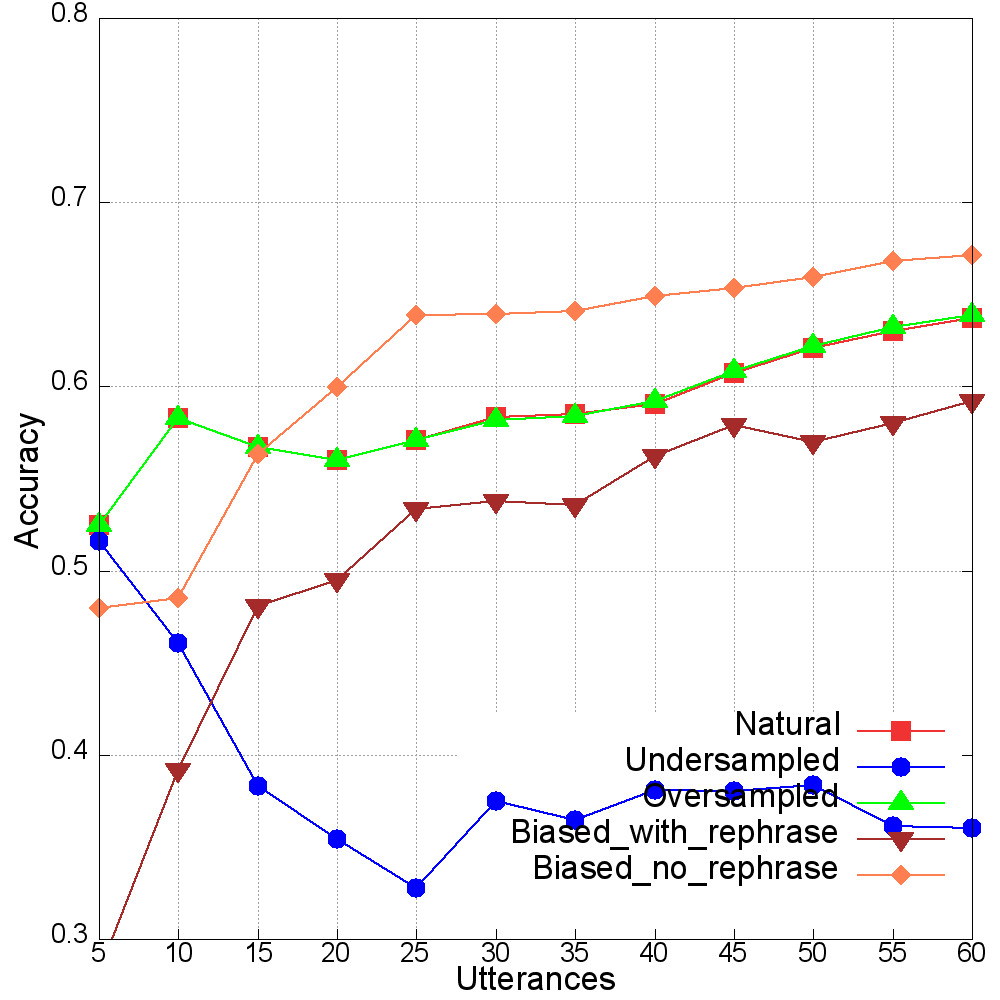 0.8
0.7
0.6
0.5
0.4
0.3
Accuracy
Natural
Undersampled
Oversampled
Biased_with_rephrase
Biased_no_rephrase
5 10 15 20 25 30 35 40 45 50 55 60
Utterances